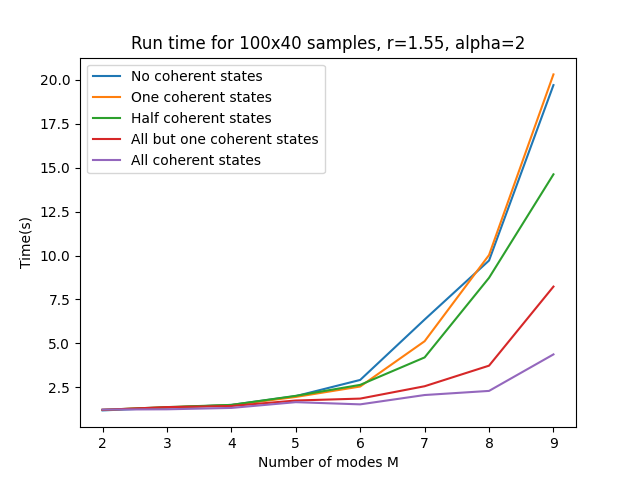 Run time for 100x40 samples, r=1.55, alpha=2
No coherent states
One coherent states
Half coherent states
All but one coherent states
All coherent states
Time(s)
20.0
17.5
15.0
12.5
10.0
7.5
5.0
2.5
2 3 4 5 6 7 8 9
Number of modes M